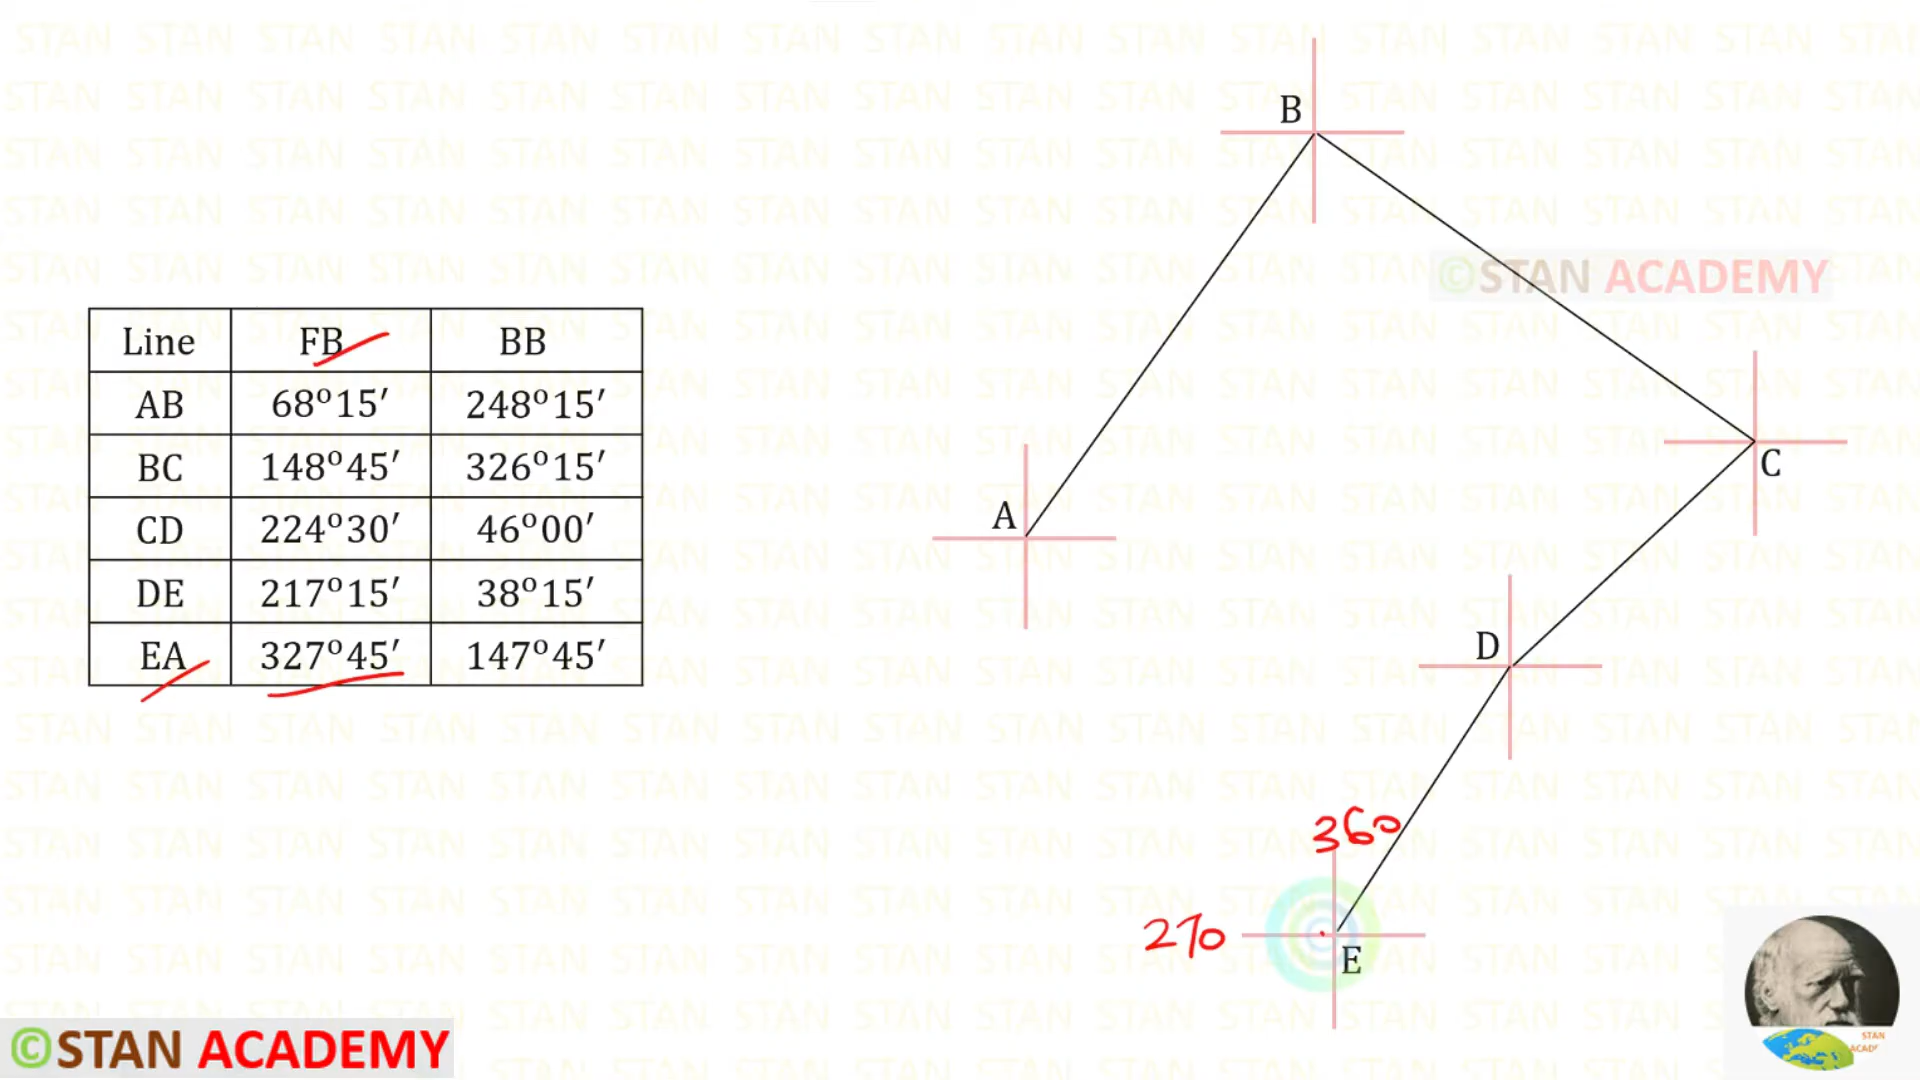 Line FB BB
AB 68°15′ 248°15′
BC 148°45′ 326°15′
CD 224°30′ 46°00′
DE 217°15′ 38°15′
EA 327°45′ 147°45′
B
©STAN ACADEMY
C
A
D
360
270
E
©STAN ACADEMY
STAN